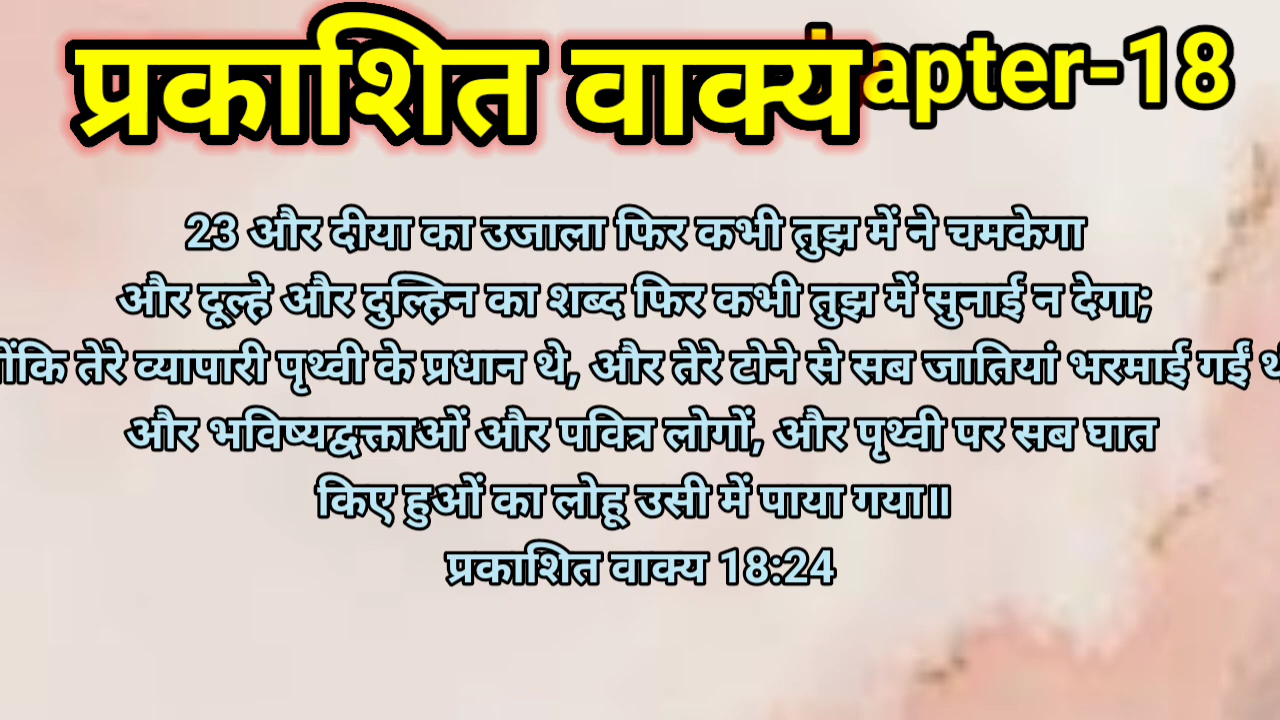 प्रकाशित वाक्य
apter-18
23 और दीया का उजाला फिर कभी तुझ में ने चमकेगा
और दूल्हे और दुल्हिन का शब्द फिर कभी तुझ में सुनाई न देगा;
तेरे व्यापारी पृथ्वी के प्रधान थे, और तेरे टोने से सब जातियां भरमाई गईं
और भविष्यद्वक्ताओं और पवित्र लोगों, और पृथ्वी पर सब घात
किए हुओं का लोहू उसी में पाया गया॥
प्रकाशित वाक्य 18:24